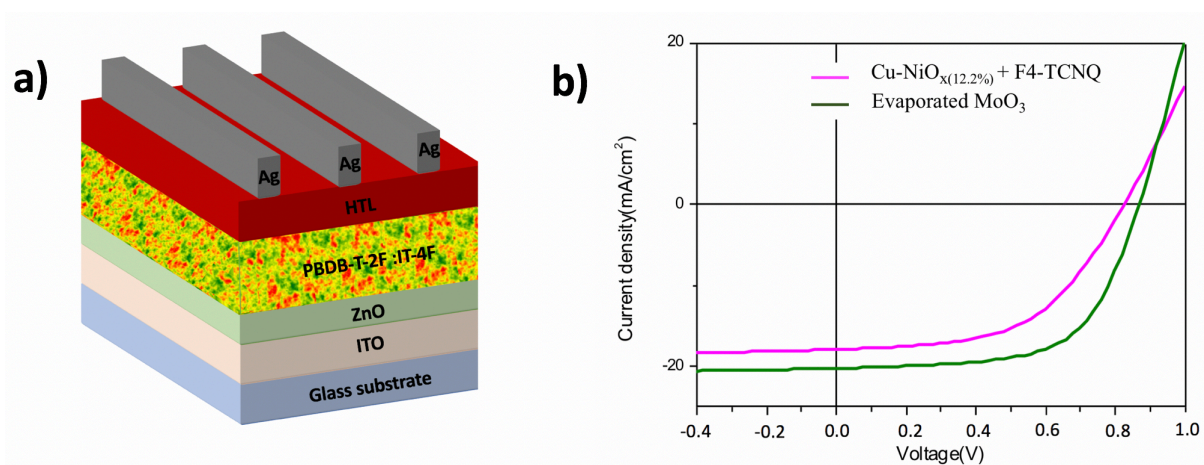 a)
Ag
Ag
Ag
HTL
PBDB-T-2F :IT-4F
ZnO
ITO
Glass substrate
b)
Cu-NiOx(12.2%) + F4-TCNQ
Evaporated MoO3
Current density(mA/cm2)
20
0
-20
-0.4 -0.2 0.0 0.2 0.4 0.6 0.8 1.0
Voltage(V)